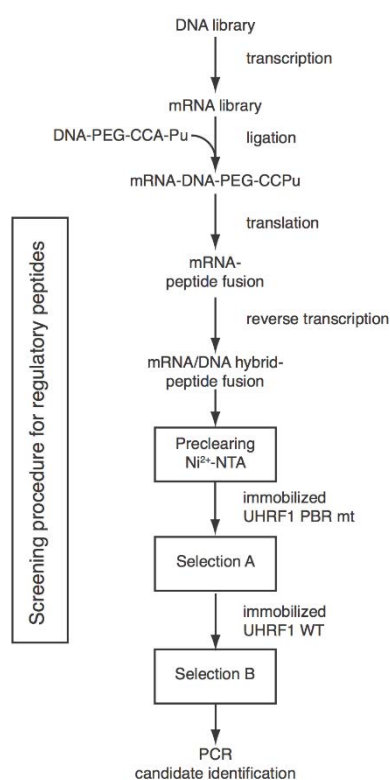 DNA library
transcription
mRNA library
DNA-PEG-CCA-Pu
ligation
mRNA-DNA-PEG-CCPu
translation
mRNA-
peptide fusion
reverse transcription
mRNA/DNA hybrid-
peptide fusion
Preclearing
Ni²⁺-NTA
immobilized
UHRF1 PBR mt
Selection A
immobilized
UHRF1 WT
Selection B
PCR
candidate identification
Screening procedure for regulatory peptides